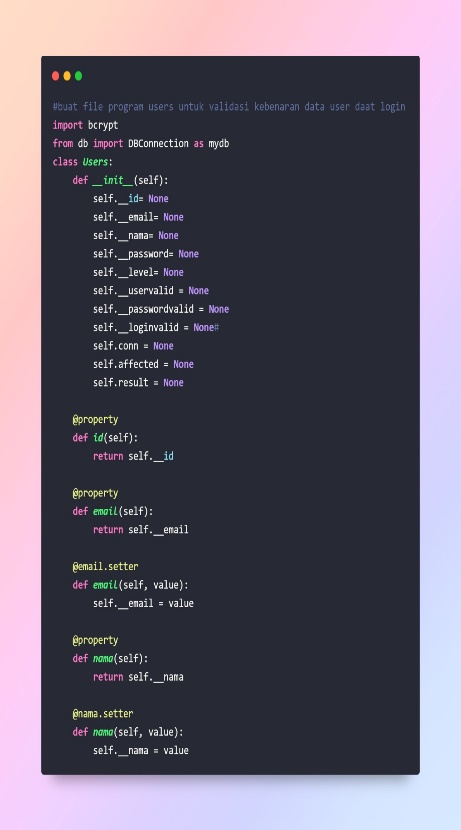 #buat file program users untuk validasi kebenaran data user daat login
import bcrypt
from db import DBConnection as mydb
class Users:
    def __init__(self):
        self.__id= None
        self.__email= None
        self.__nama= None
        self.__password= None
        self.__level= None
        self.__uservalid = None
        self.__passwordvalid = None
        self.__loginvalid = None#
        self.conn = None
        self.affected = None
        self.result = None

    @property
    def id(self):
        return self.__id

    @property
    def email(self):
        return self.__email

    @email.setter
    def email(self, value):
        self.__email = value

    @property
    def nama(self):
        return self.__nama

    @nama.setter
    def nama(self, value):
        self.__nama = value